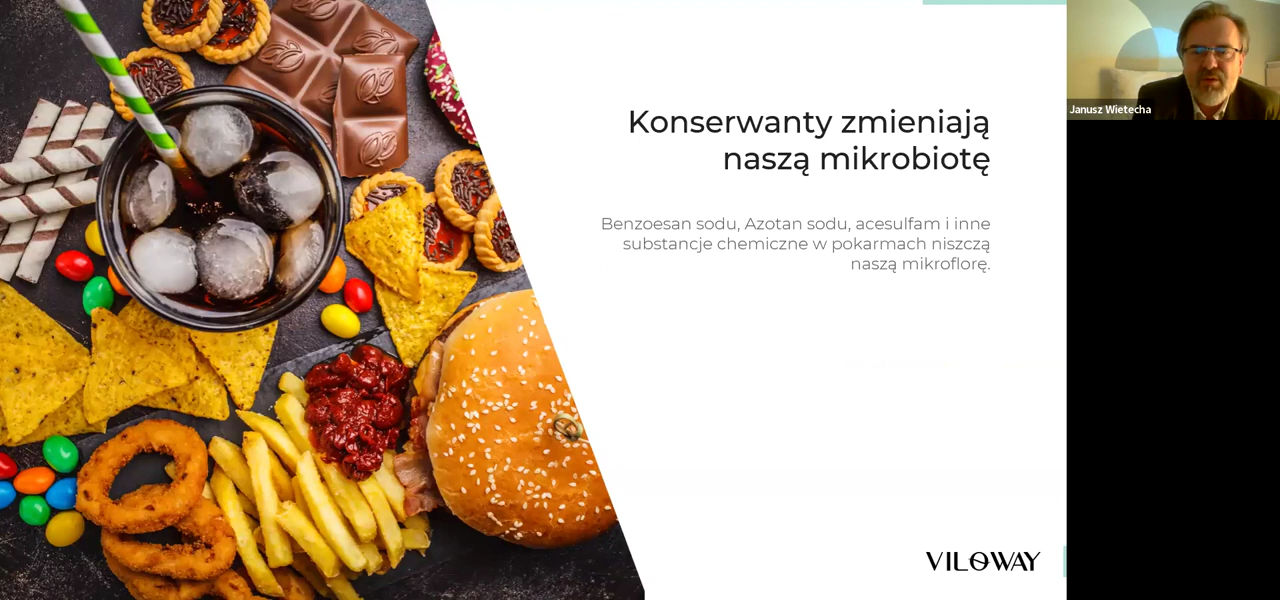 Konserwanty zmieniają
naszą mikrobiotę
Benzoesan sodu, Azotan sodu, acesulfam i inne
substancje chemiczne w pokarmach niszczą
naszą mikroflorę.
VILOWAY
Janusz Wietecha